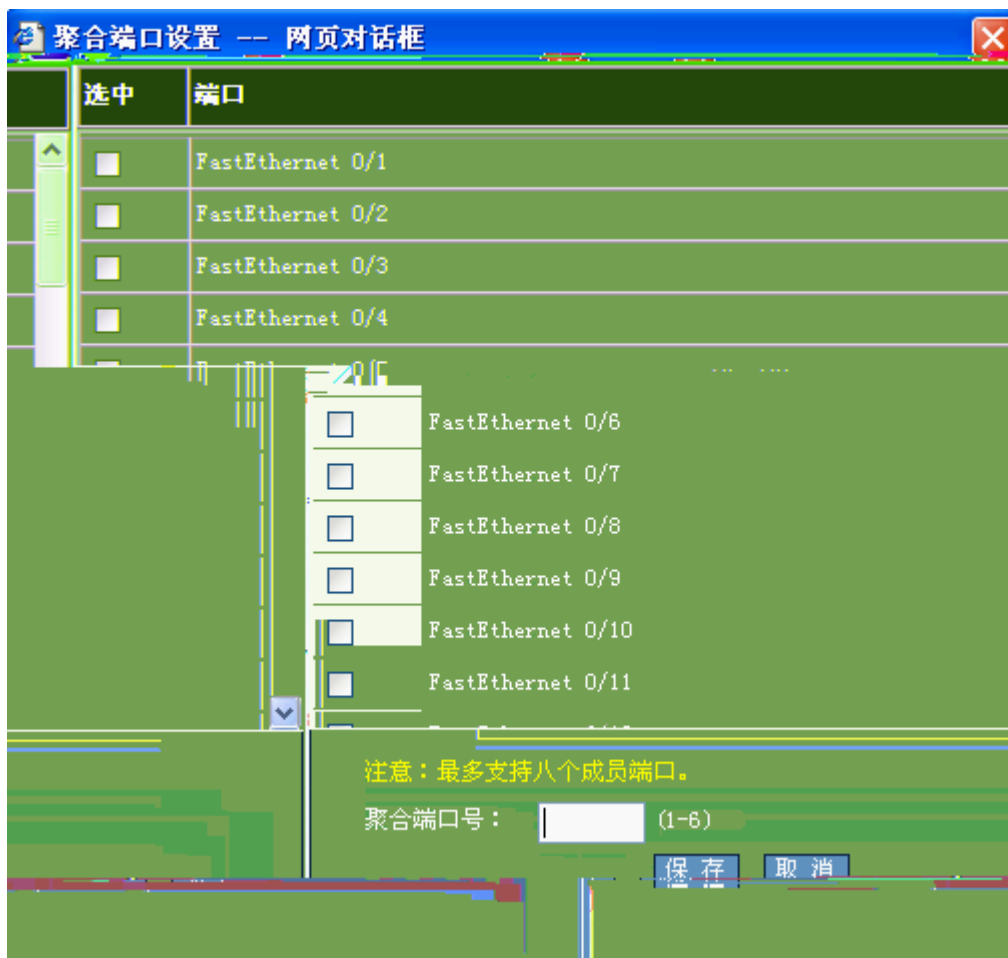 聚合端口设置 -- 网页对话框
选中 端口
FastEthernet 0/1
FastEthernet 0/2
FastEthernet 0/3
FastEthernet 0/4
FastEthernet 0/6
FastEthernet 0/7
FastEthernet 0/8
FastEthernet 0/9
FastEthernet 0/10
FastEthernet 0/11
注意：最多支持八个成员端口。
聚合端口号： (1-6)
保 存 取 消